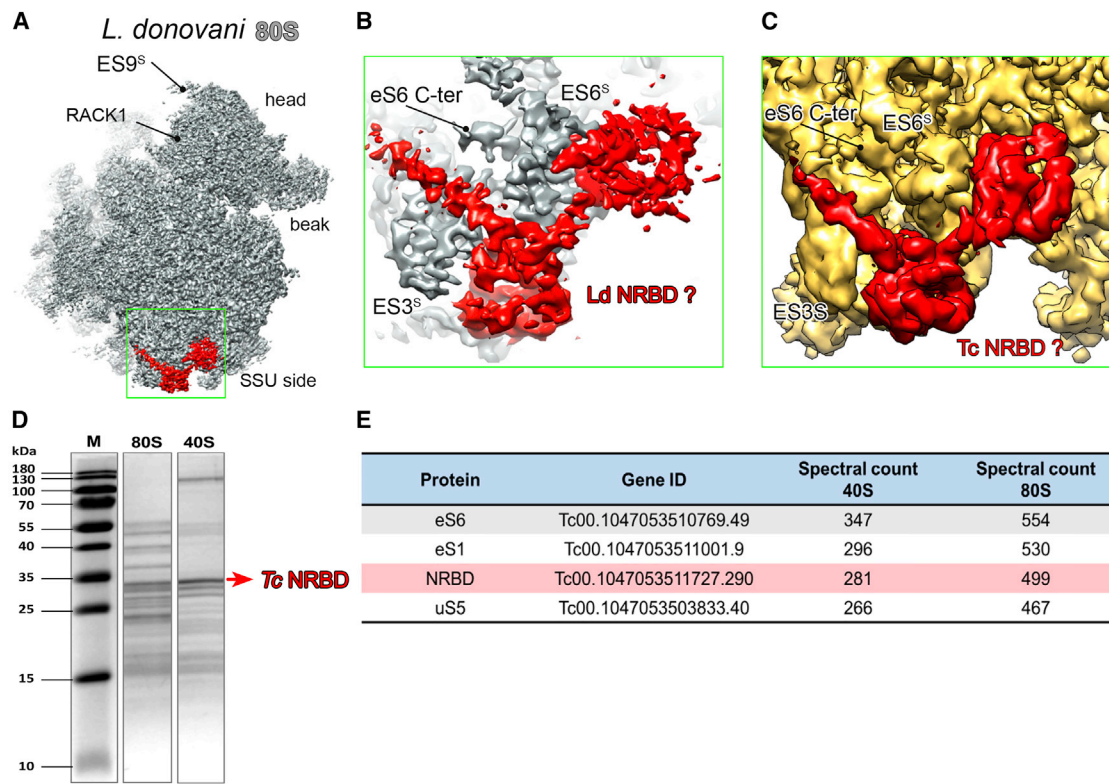 A
L. donovani 80S
ES9S
RACK1
head
beak
SSU side
B
eS6 C-ter
ES6S
ES3S
Ld NRBD ?
C
eS6 C-ter
ES6S
ES3S
Tc NRBD ?
D
kDa
M
80S
40S
180
130
100
70
55
40
35
25
15
10
Tc NRBD
E
Protein Gene ID Spectral count 40S Spectral count 80S
eS6 Tc00.1047053510769.49 347 554
eS1 Tc00.1047053511001.9 296 530
NRBD Tc00.1047053511727.290 281 499
uS5 Tc00.1047053503833.40 266 467